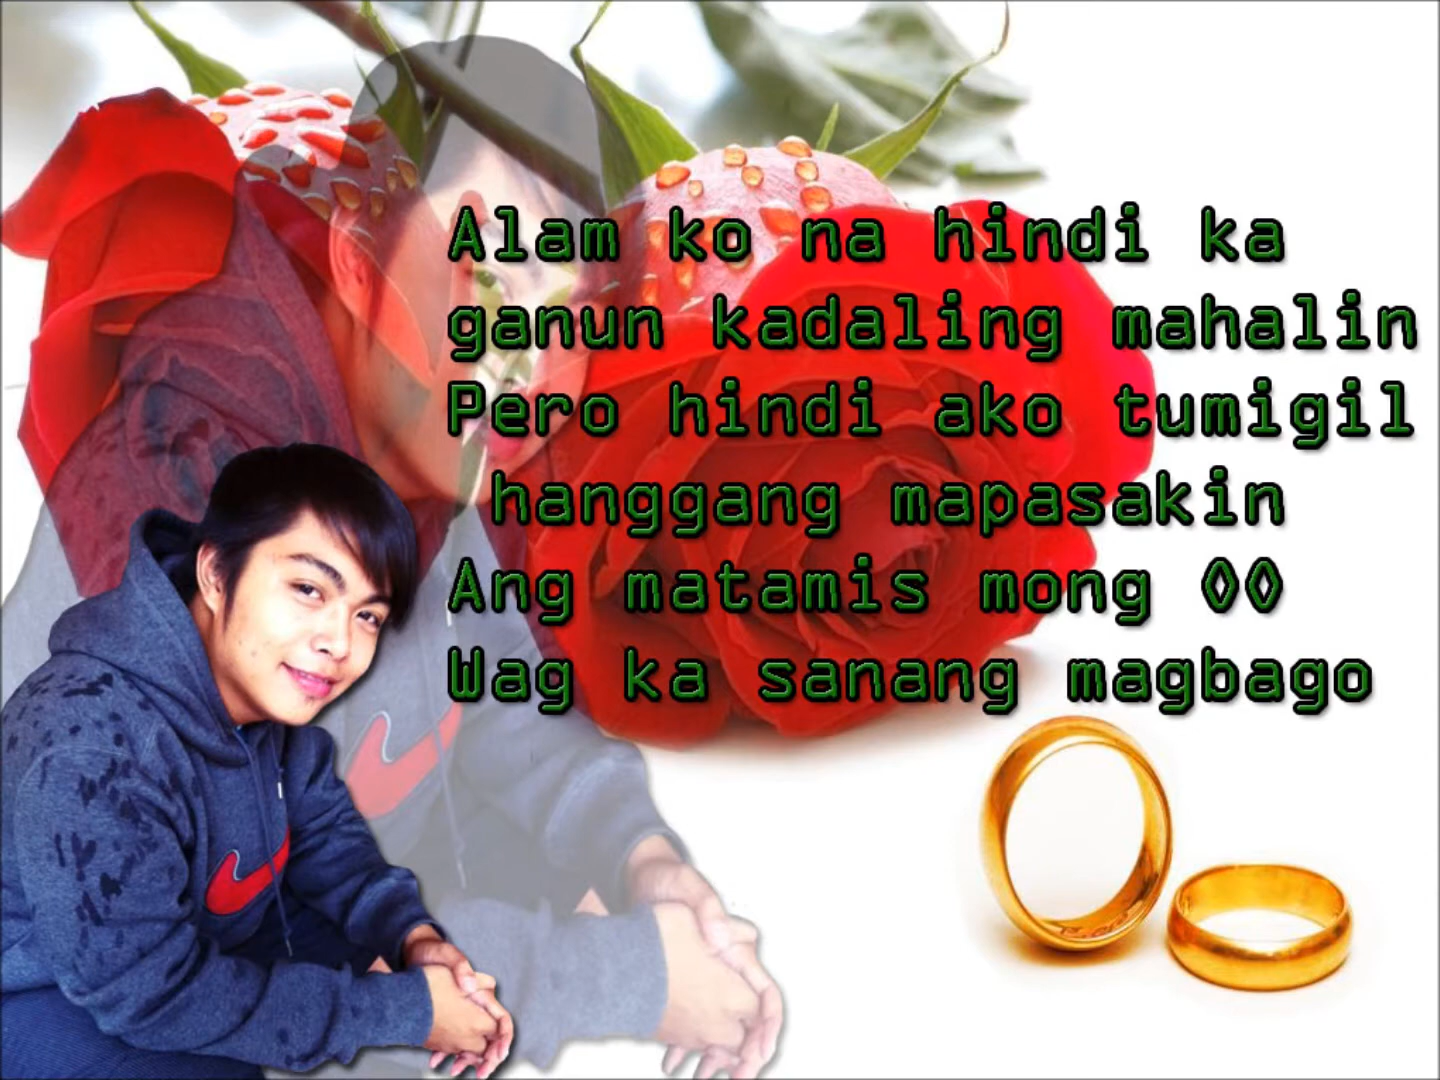 Alam ko na hindi ka
ganun kadaling mahalin
Pero hindi ako tumigil
hanggang mapasakin
Ang matamis mong OO
Wag ka sanang magbago